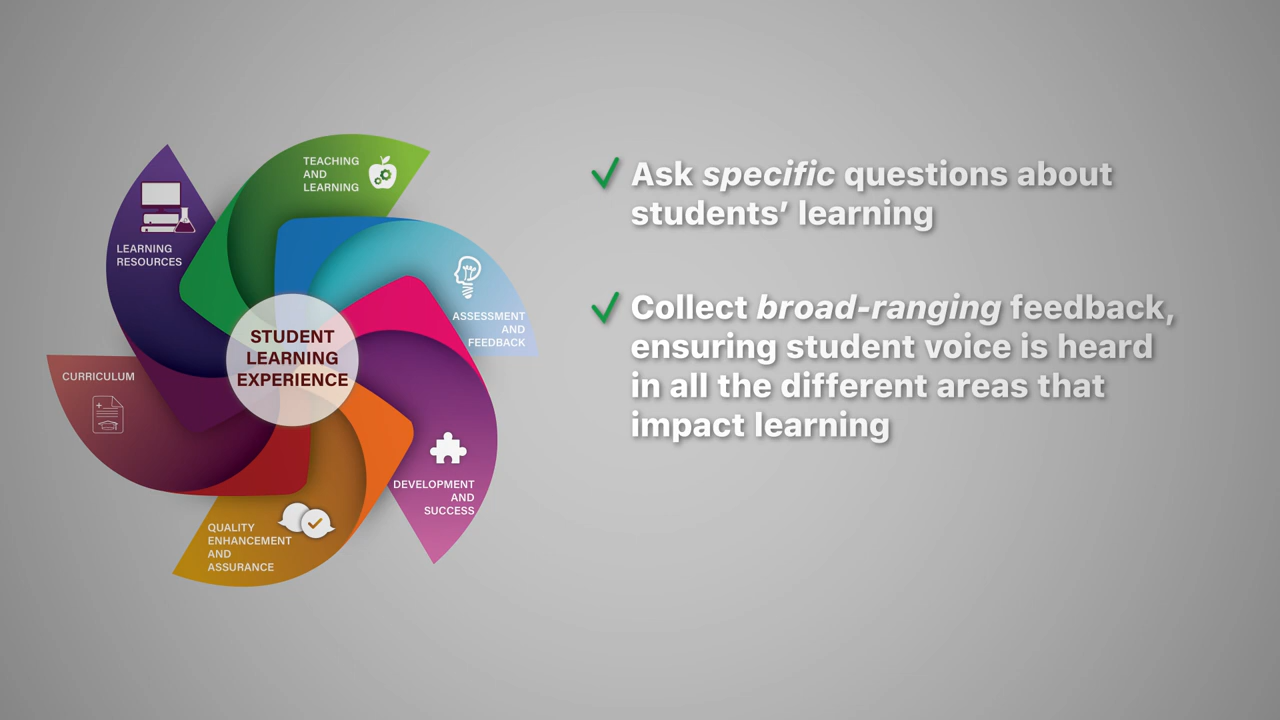 TEACHING
AND
LEARNING
LEARNING
RESOURCES
ASSESSMENT
AND
FEEDBACK
STUDENT
LEARNING
EXPERIENCE
CURRICULUM
DEVELOPMENT
AND
SUCCESS
QUALITY
ENHANCEMENT
AND
ASSURANCE
Ask specific questions about
students’ learning
Collect broad-ranging feedback,
ensuring student voice is heard
in all the different areas that
impact learning